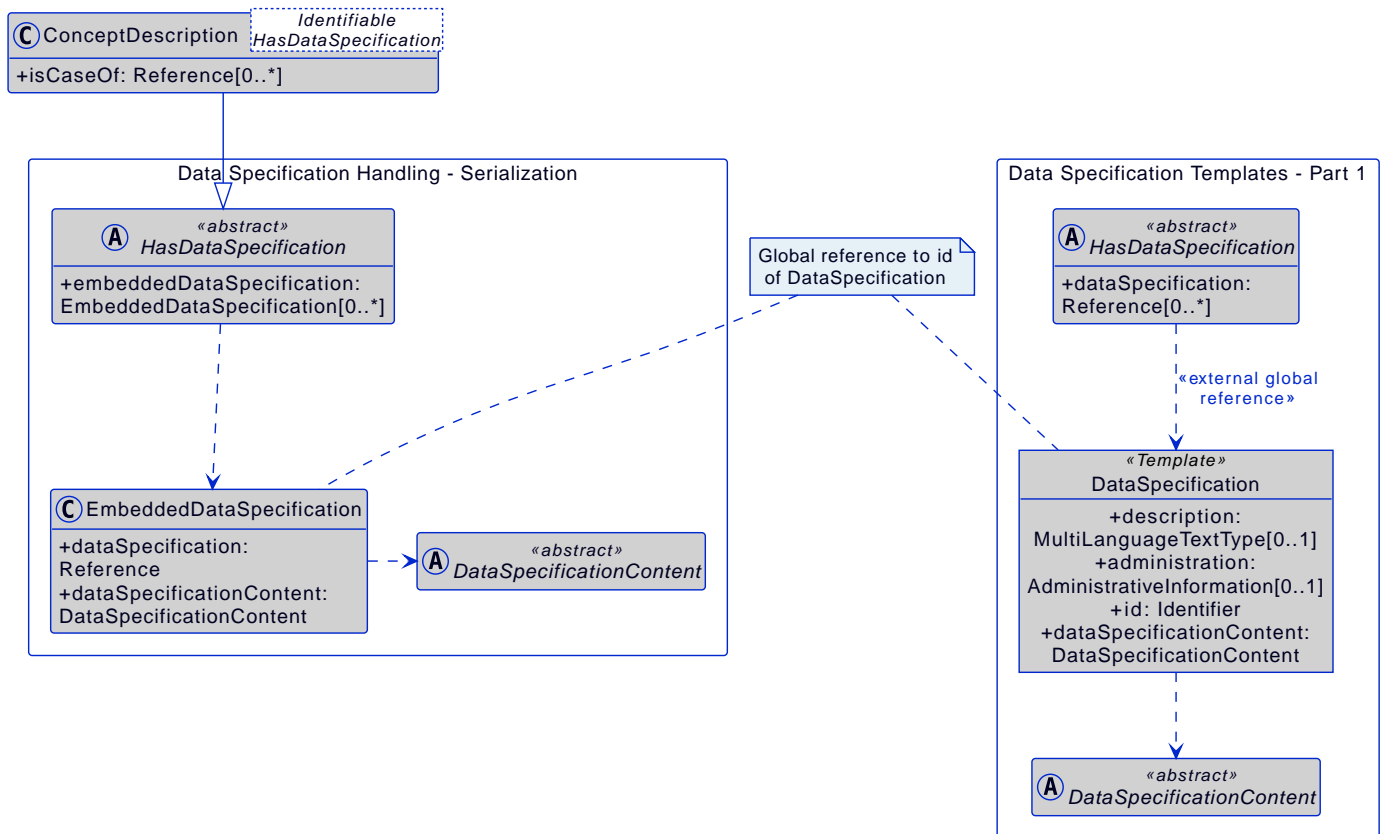 Identifiable
HasDataSpecification
C ConceptDescription
+isCaseOf: Reference[0..*]
Data Specification Handling - Serialization
A «abstract»
HasDataSpecification
+embeddedDataSpecification:
EmbeddedDataSpecification[0..*]
Global reference to id
of DataSpecification
C EmbeddedDataSpecification
+dataSpecification:
Reference
+dataSpecificationContent:
DataSpecificationContent
A «abstract»
DataSpecificationContent
Data Specification Templates - Part 1
A «abstract»
HasDataSpecification
+dataSpecification:
Reference[0..*]
«external global
reference»
«Template»
DataSpecification
+description:
MultiLanguageTextType[0..1]
+administration:
AdministrativeInformation[0..1]
+id: Identifier
+dataSpecificationContent:
DataSpecificationContent
A «abstract»
DataSpecificationContent